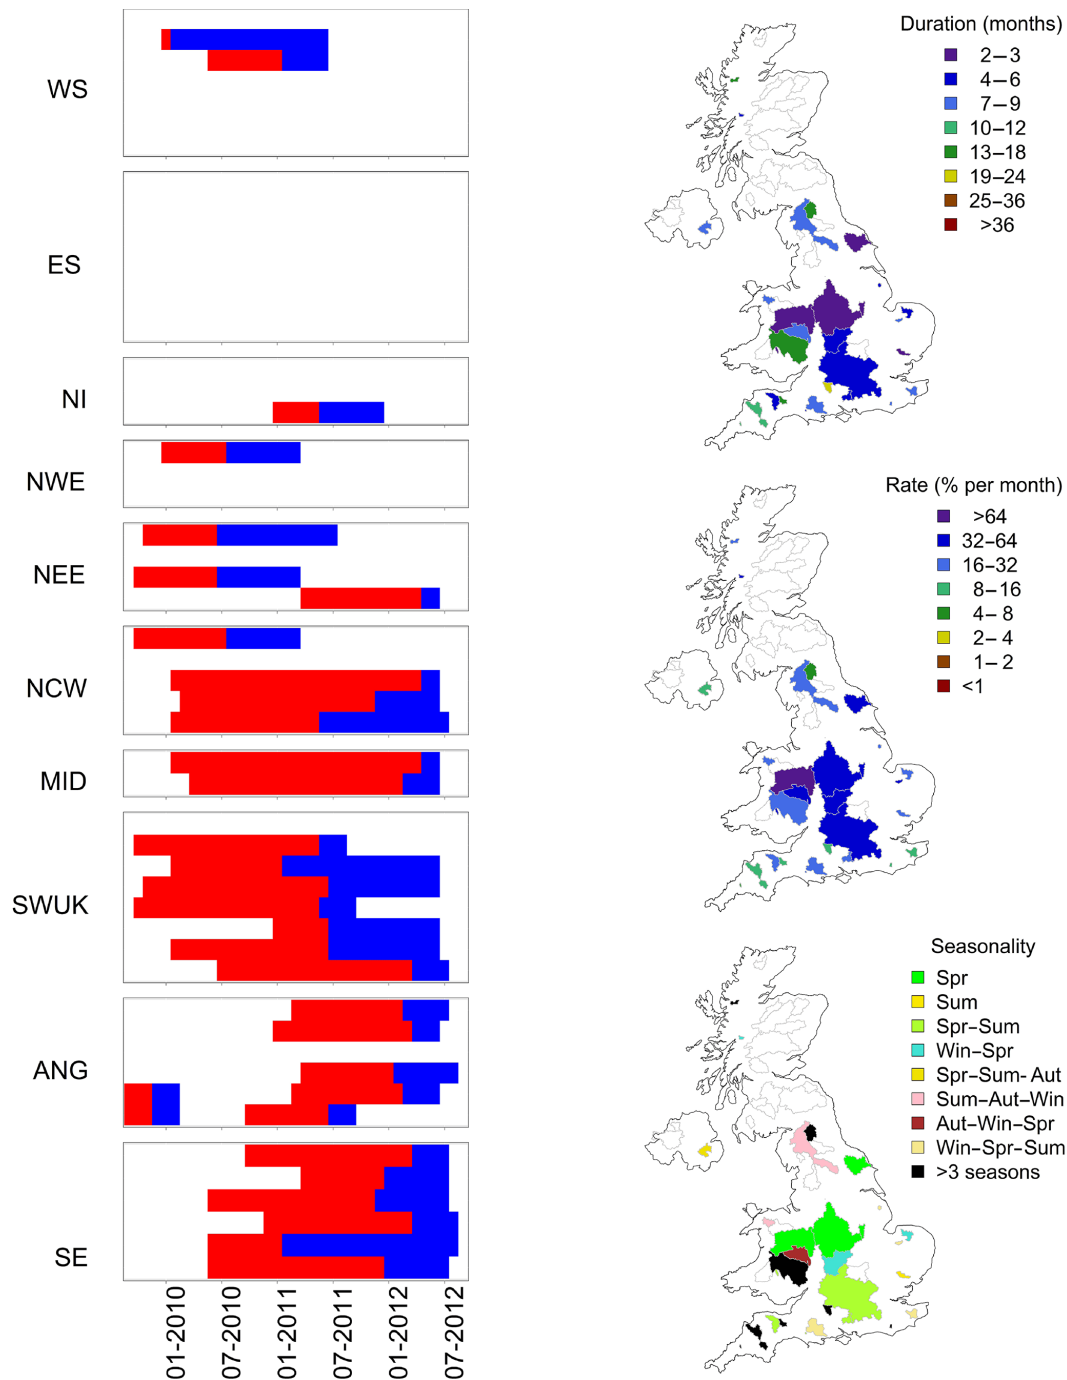 WS
ES
NI
NWE
NEE
NCW
MID
SWUK
ANG
SE
01-2010
07-2010
01-2011
07-2011
01-2012
07-2012
Duration (months)
2–3
4–6
7–9
10–12
13–18
19–24
25–36
>36
Rate (% per month)
>64
32–64
16–32
8–16
4–8
2–4
1–2
<1
Seasonality
Spr
Sum
Spr–Sum
Win–Spr
Spr–Sum-Aut
Sum–Aut–Win
Aut–Win–Spr
Win–Spr–Sum
>3 seasons